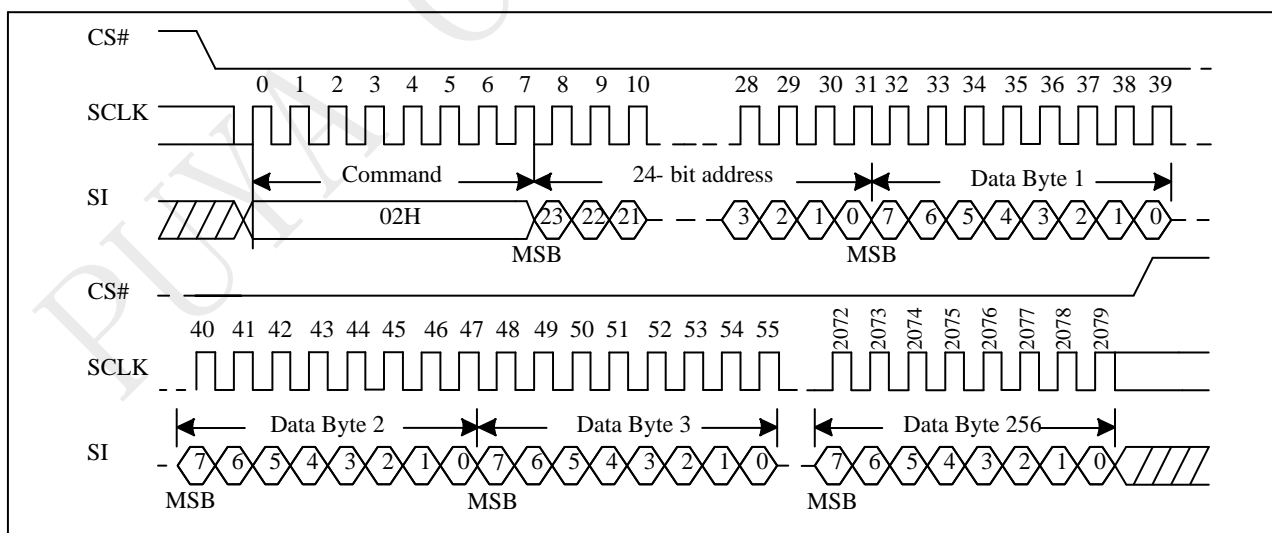 PUYA
CS#
0 1 2 3 4 5 6 7 8 9 10 28 29 30 31 32 33 34 35 36 37 38 39
SCLK
Command 24- bit address Data Byte 1
SI
02H 23 22 21 3 2 1 0 7 6 5 4 3 2 1 0
MSB MSB
CS#
40 41 42 43 44 45 46 47 48 49 50 51 52 53 54 55 2072 2073 2074 2075 2076 2077 2078 2079
SCLK
Data Byte 2 Data Byte 3 Data Byte 256
SI
7 6 5 4 3 2 1 0 7 6 5 4 3 2 1 0 7 6 5 4 3 2 1 0
MSB MSB MSB